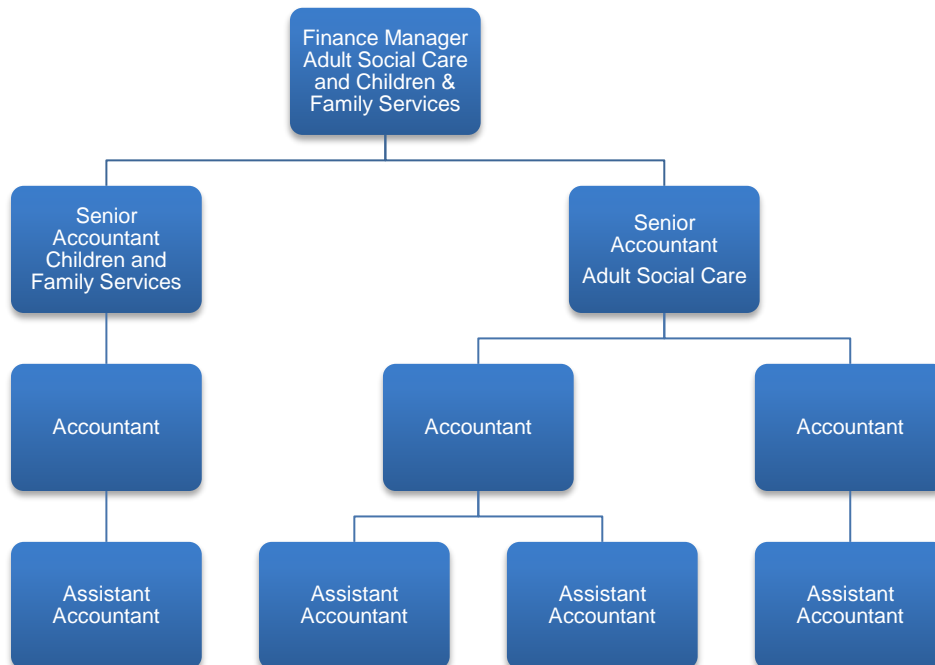 Finance Manager
Adult Social Care
and Children &
Family Services
Senior
Accountant
Children and
Family Services
Senior
Accountant
Adult Social Care
Accountant
Accountant
Accountant
Assistant
Accountant
Assistant
Accountant
Assistant
Accountant
Assistant
Accountant